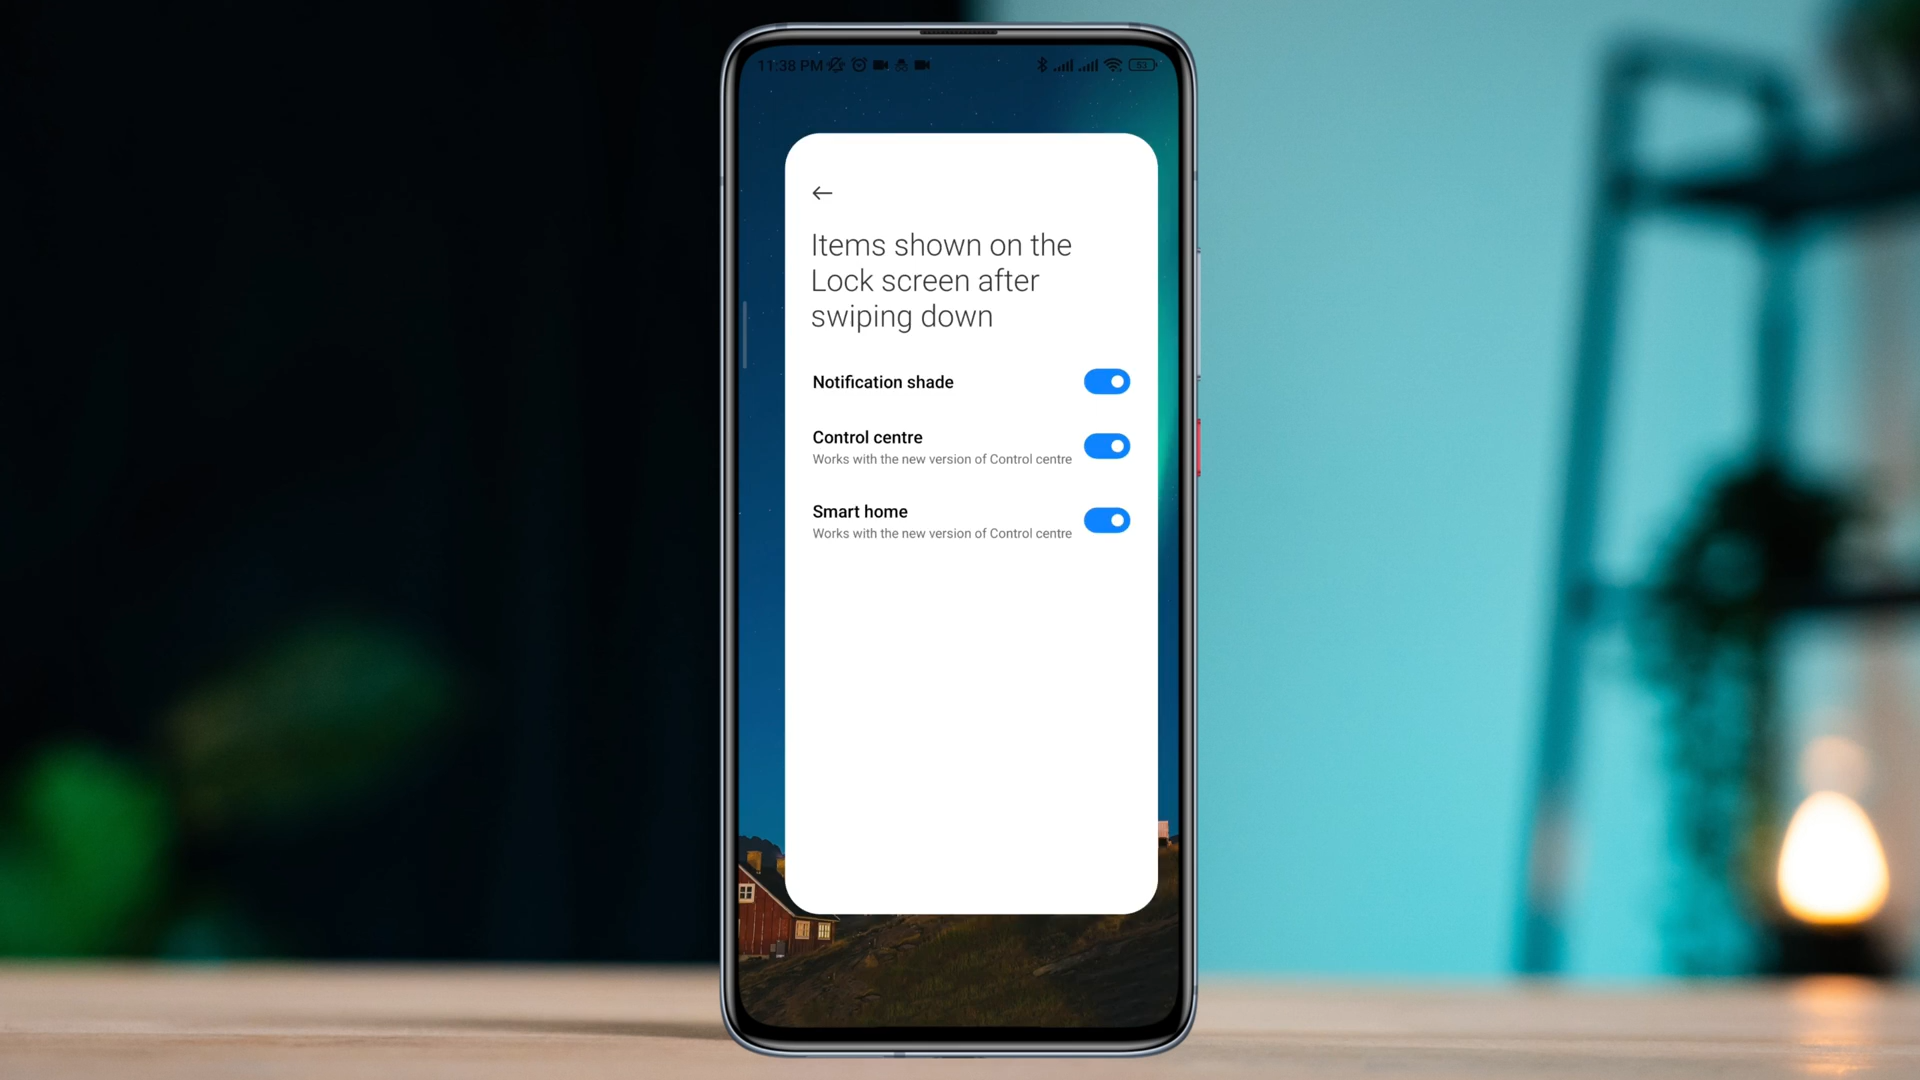 11:38 PM
53
Items shown on the
Lock screen after
swiping down
Notification shade
Control centre
Works with the new version of Control centre
Smart home
Works with the new version of Control centre